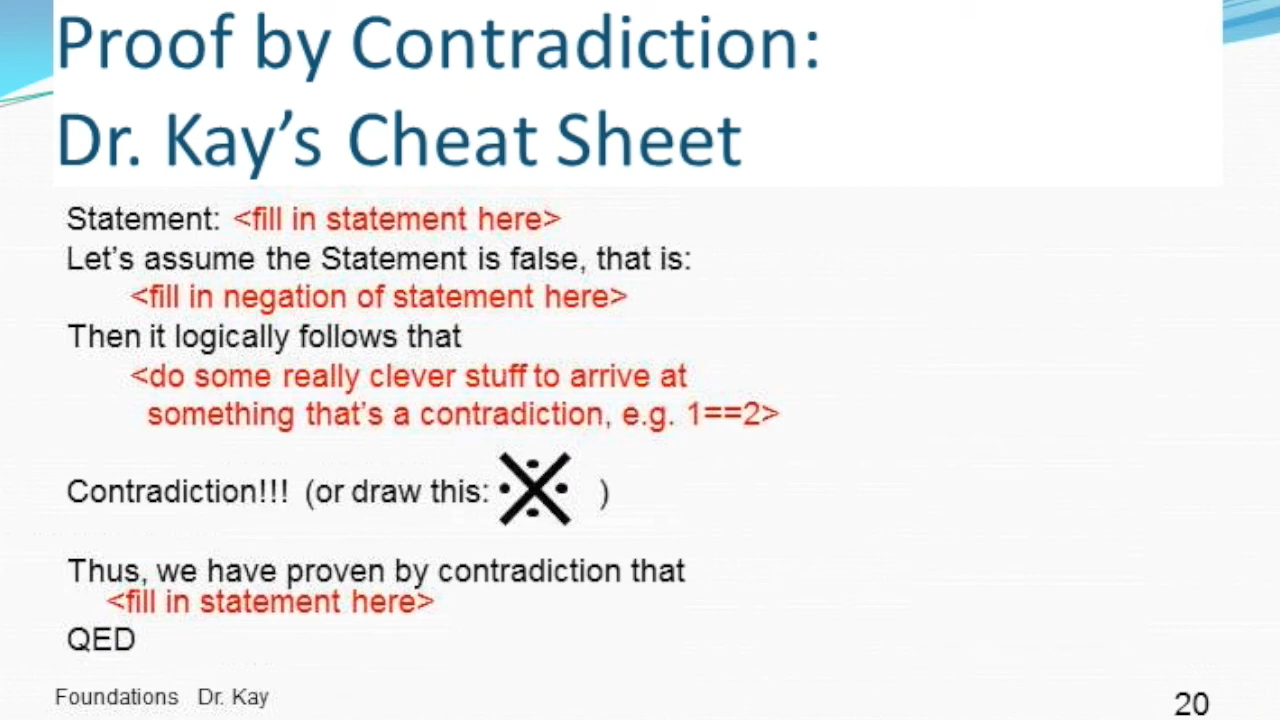 Proof by Contradiction:
Dr. Kay’s Cheat Sheet
Statement: <fill in statement here>
Let’s assume the Statement is false, that is:
<fill in negation of statement here>
Then it logically follows that
<do some really clever stuff to arrive at
something that’s a contradiction, e.g. 1==2>
Contradiction!!! (or draw this: ※ )
Thus, we have proven by contradiction that
<fill in statement here>
QED
Foundations Dr. Kay
20